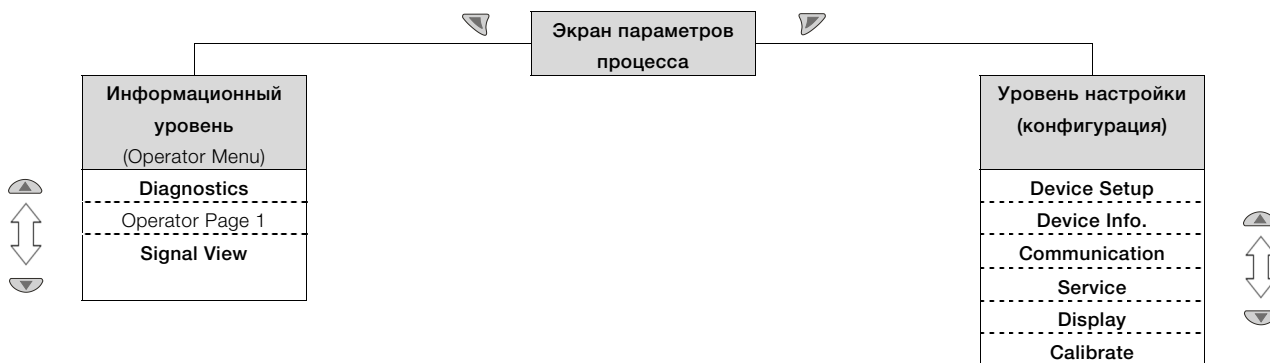 Экран параметров
процесса
Информационный
уровень
(Operator Menu)
Diagnostics
Operator Page 1
Signal View
Уровень настройки
(конфигурация)
Device Setup
Device Info.
Communication
Service
Display
Calibrate